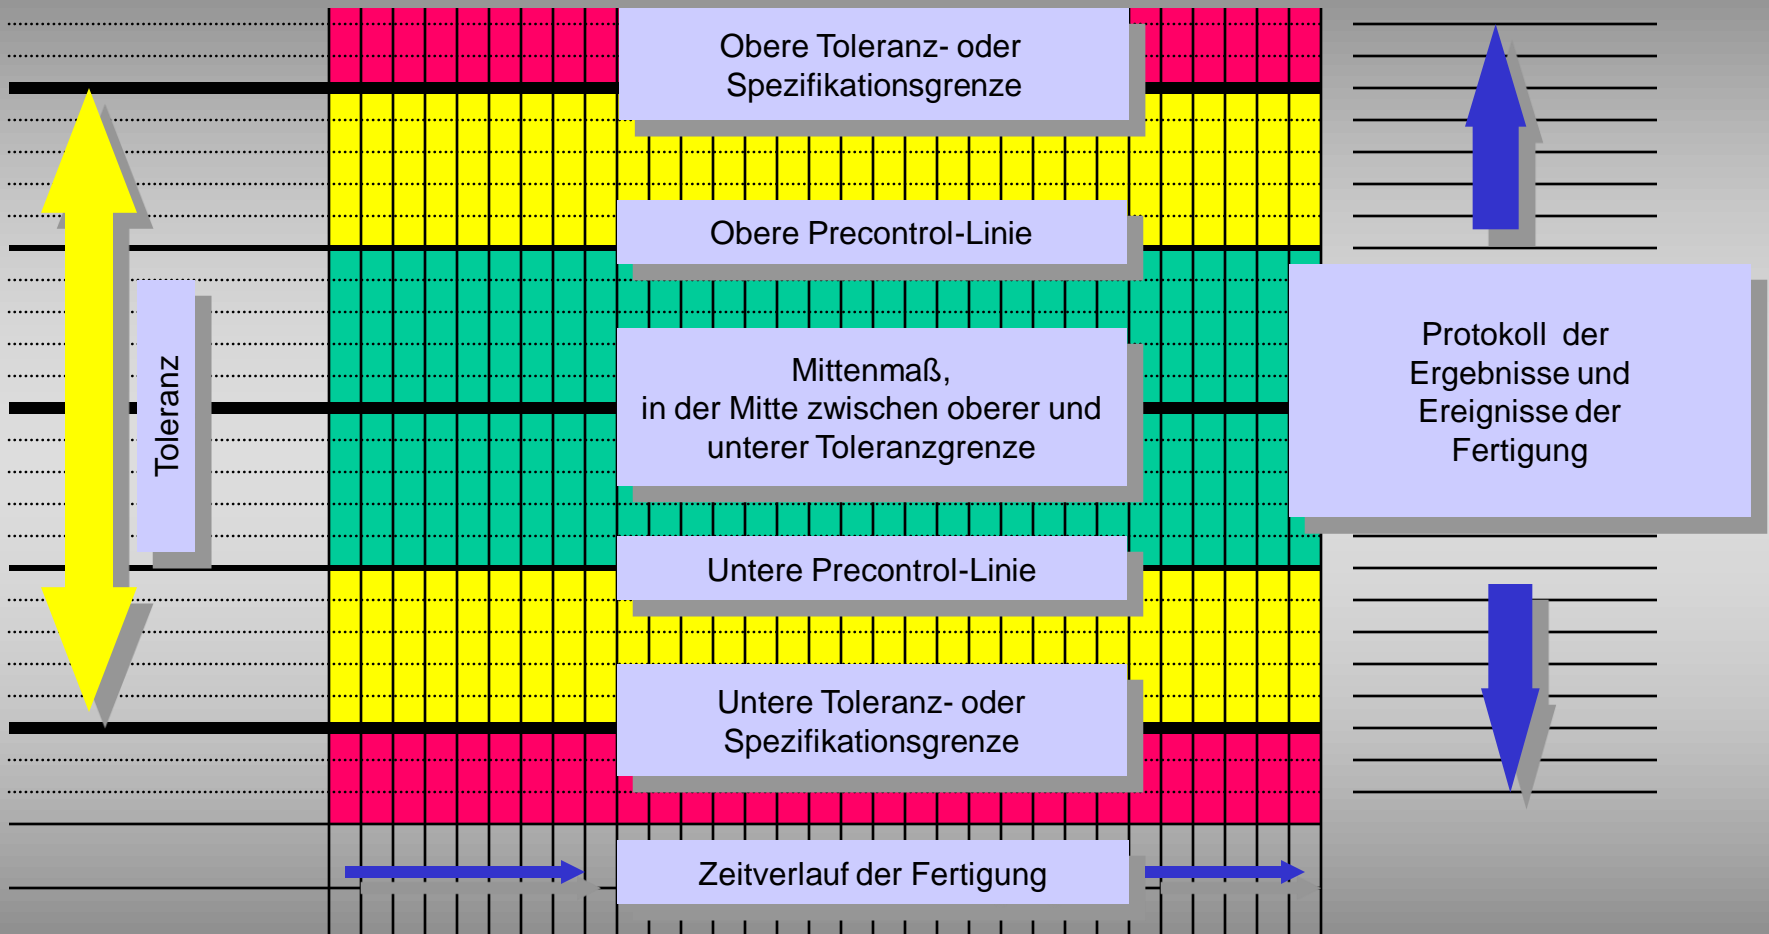 Obere Toleranz- oder
Spezifikationsgrenze
Obere Precontrol-Linie
Toleranz
Mittenmaß,
in der Mitte zwischen oberer und
unterer Toleranzgrenze
Protokoll der
Ergebnisse und
Ereignisse der
Fertigung
Untere Precontrol-Linie
Untere Toleranz- oder
Spezifikationsgrenze
Zeitverlauf der Fertigung